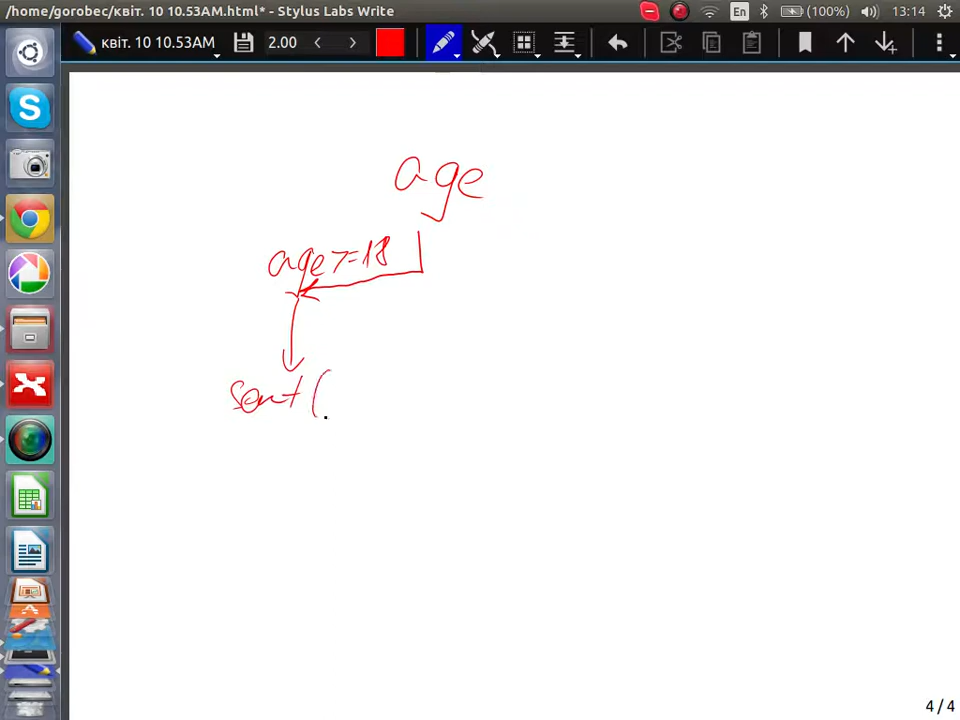 /home/gorobec/квіт. 10 10.53AM.html* - Stylus Labs Write
En
(100%)
13:14
квіт. 10 10.53AM
2.00
age
age>=18
sout (
4 / 4